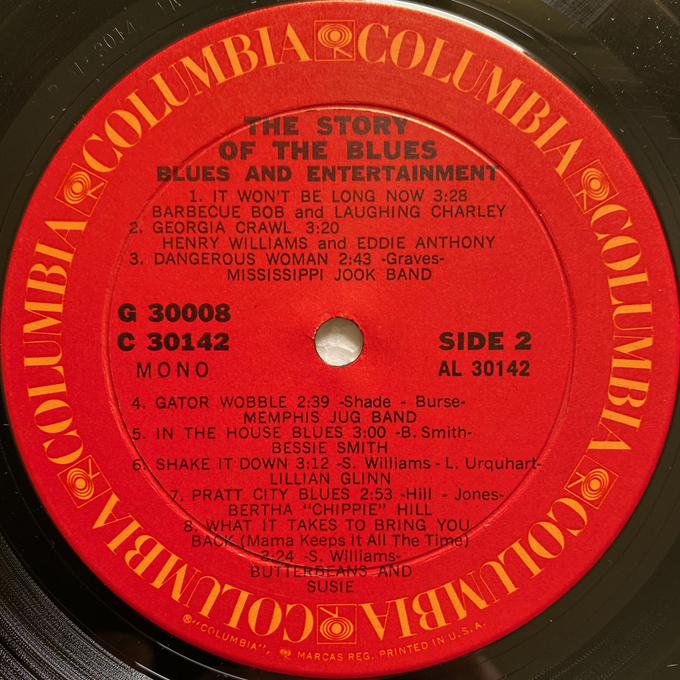 COLUMBIA COLUMBIA COLUMBIA COLUMBIA COLUMBIA COLUMBIA
THE STORY
OF THE BLUES
BLUES AND ENTERTAINMENT
1. IT WON'T BE LONG NOW 3:28
BARBECUE BOB and LAUGHING CHARLEY
2. GEORGIA CRAWL 3:20
HENRY WILLIAMS and EDDIE ANTHONY
3. DANGEROUS WOMAN 2:43 -Graves-
MISSISSIPPI JOOK BAND
G 30008
C 30142 SIDE 2
MONO AL 30142
4. GATOR WOBBLE 2:39 -Shade - Burse-
MEMPHIS JUG BAND
5. IN THE HOUSE BLUES 3:00 -B. Smith-
BESSIE SMITH
6. SHAKE IT DOWN 3:12 -S. Williams - L. Urquhart-
LILLIAN GLINN
7. PRATT CITY BLUES 2:53 -Hill - Jones-
BERTHA "CHIPPIE" HILL
8. WHAT IT TAKES TO BRING YOU
BACK (Mama Keeps It All The Time)
2:24 -S. Williams-
BUTTERBEANS AND
SUSIE
®"COLUMBIA", MARCAS REG. PRINTED IN U.S.A.